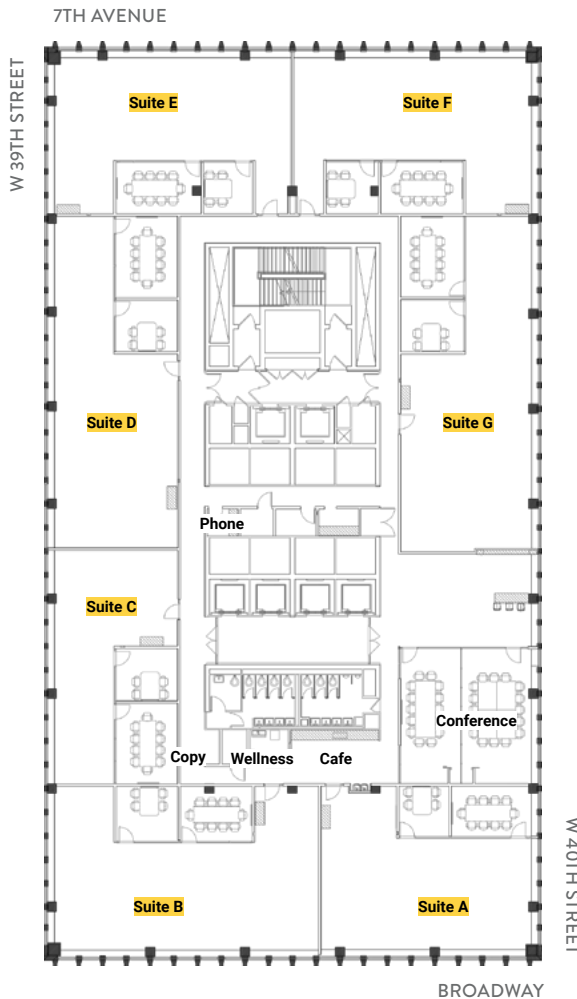 7TH AVENUE
W 39TH STREET
Suite E
Suite F
Suite D
Suite G
Phone
Suite C
Conference
Copy
Wellness
Cafe
Suite B
Suite A
W 40TH STREET
BROADWAY